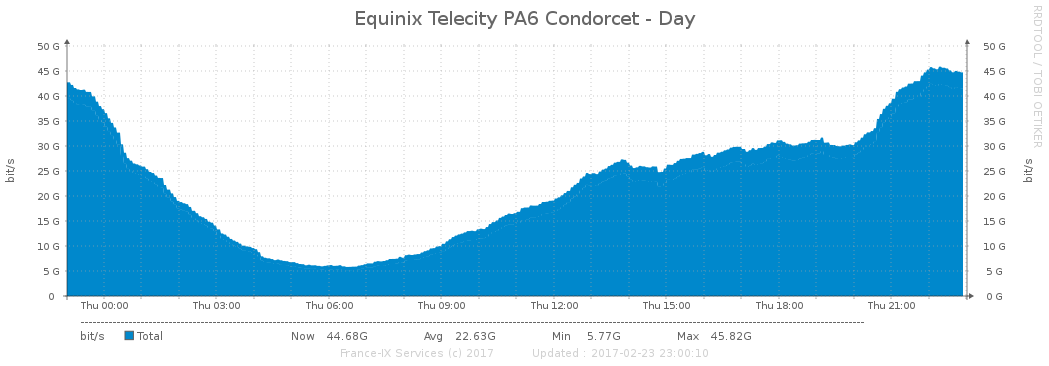 Equinix Telecity PA6 Condorcet - Day
RRDTOOL / TOBI OETIKER
bit/s
50 G 50 G
45 G 45 G
40 G 40 G
35 G 35 G
30 G 30 G
25 G 25 G
20 G 20 G
15 G 15 G
10 G 10 G
5 G 5 G
0 0 G
bit/s
Thu 00:00 Thu 03:00 Thu 06:00 Thu 09:00 Thu 12:00 Thu 15:00 Thu 18:00 Thu 21:00
bit/s Total Now 44.68G Avg 22.63G Min 5.77G Max 45.82G
France-IX Services (c) 2017 Updated : 2017-02-23 23:00:10